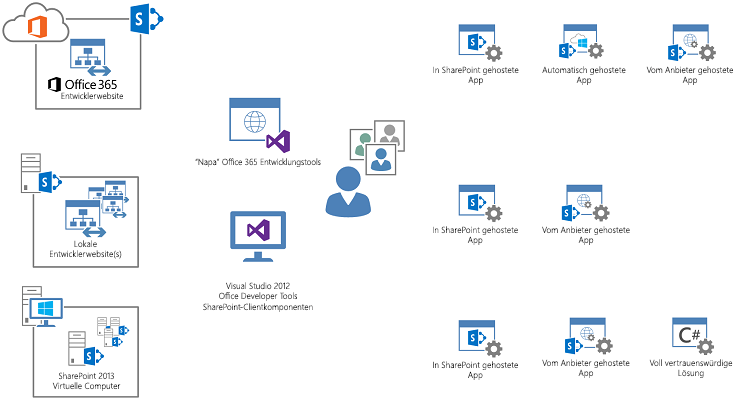 Office 365
Entwicklerwebsite
In SharePoint gehostete
App
Automatisch gehostete
App
Vom Anbieter gehostete
App
"Napa" Office 365 Entwicklungstools
Lokale
Entwicklerwebsite(s)
In SharePoint gehostete
App
Vom Anbieter gehostete
App
Visual Studio 2012
Office Developer Tools
SharePoint-Clientkomponenten
SharePoint 2013
Virtuelle Computer
In SharePoint gehostete
App
Vom Anbieter gehostete
App
C#
Voll vertrauenswürdige
Lösung